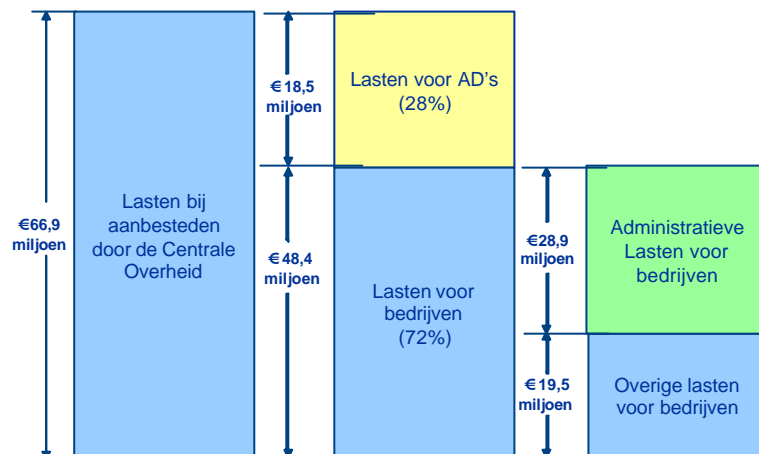 €66,9
miljoen
Lasten bij
aanbesteden
door de Centrale
Overheid
€18,5
miljoen
Lasten voor AD's
(28%)
€48,4
miljoen
Lasten voor
bedrijven
(72%)
€28,9
miljoen
Administratieve
Lasten voor
bedrijven
€19,5
miljoen
Overige lasten
voor bedrijven